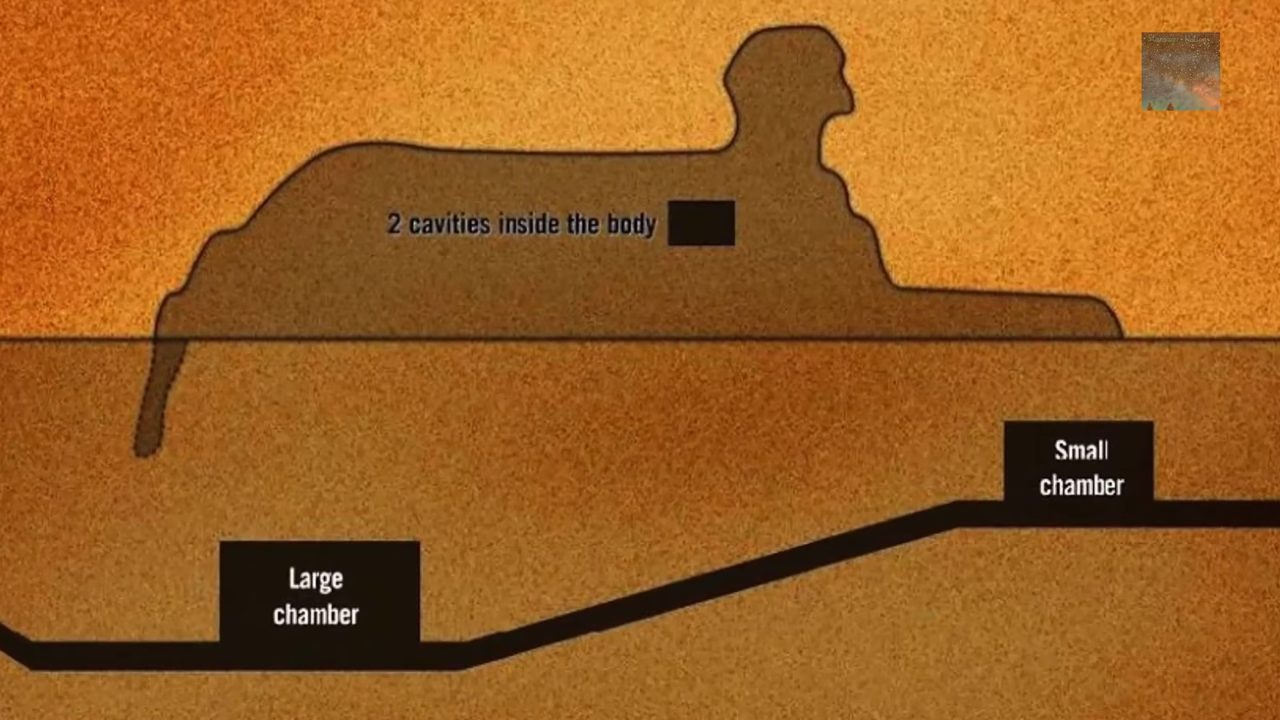 2 cavities inside the body
Small
chamber
Large
chamber